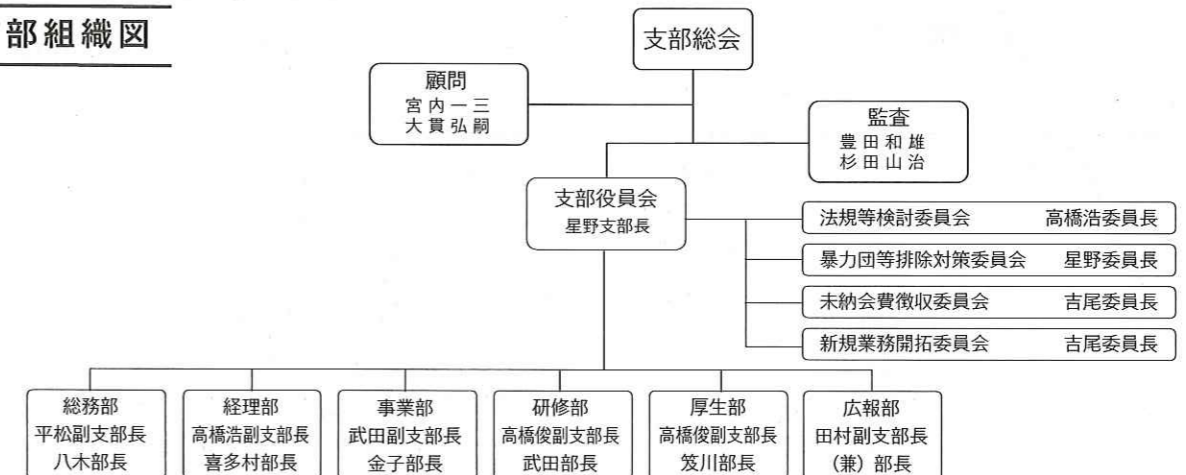 部組織図
支部総会
顧問
宮内一三
大貫弘嗣
監査
豊田和雄
杉田山治
支部役員会
星野支部長
法規等検討委員会 高橋浩委員長
暴力団等排除対策委員会 星野委員長
未納会費徴収委員会 吉尾委員長
新規業務開拓委員会 吉尾委員長
総務部
平松副支部長
八木部長
経理部
高橋浩副支部長
喜多村部長
事業部
武田副支部長
金子部長
研修部
高橋俊副支部長
武田部長
厚生部
高橋俊副支部長
笈川部長
広報部
田村副支部長
（兼）部長